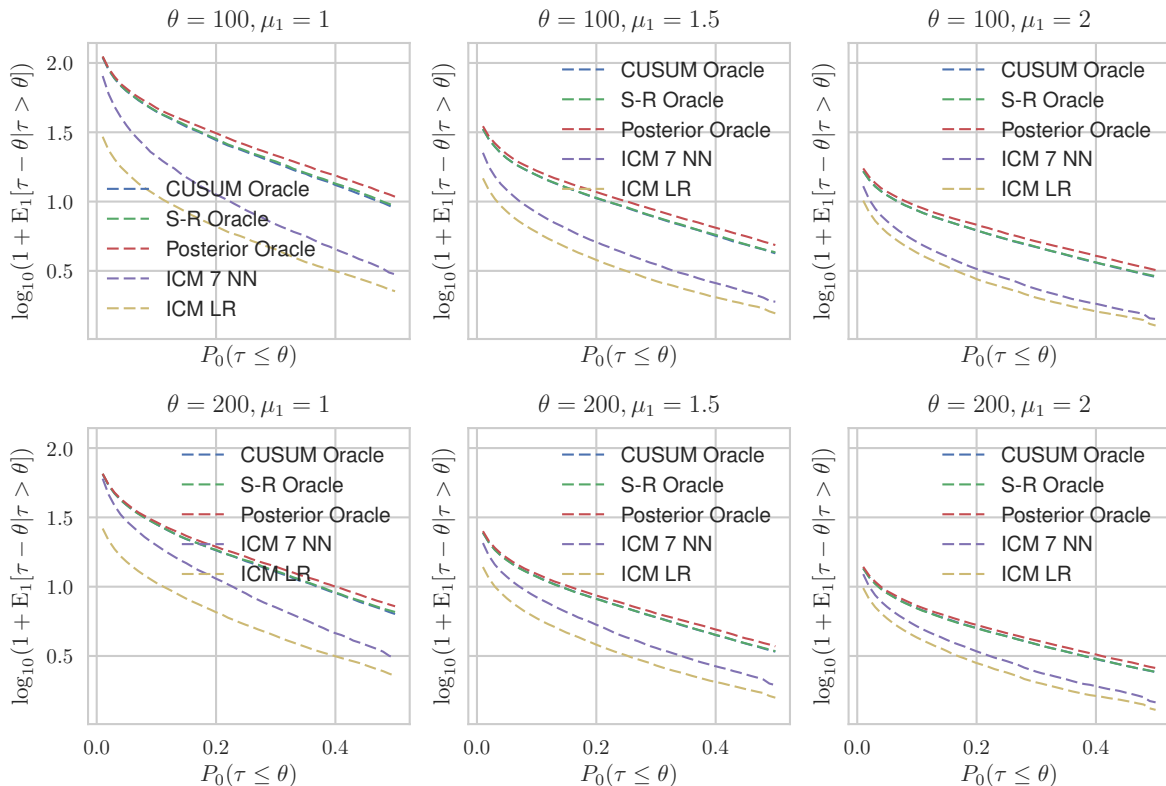 θ = 100, μ₁ = 1
θ = 100, μ₁ = 1.5
θ = 100, μ₁ = 2
log₁₀(1 + E₁[τ − θ|τ > θ])
2.0
1.5
1.0
0.5
CUSUM Oracle
S-R Oracle
Posterior Oracle
ICM 7 NN
ICM LR
P₀(τ ≤ θ)
log₁₀(1 + E₁[τ − θ|τ > θ])
CUSUM Oracle
S-R Oracle
Posterior Oracle
ICM 7 NN
ICM LR
P₀(τ ≤ θ)
log₁₀(1 + E₁[τ − θ|τ > θ])
CUSUM Oracle
S-R Oracle
Posterior Oracle
ICM 7 NN
ICM LR
P₀(τ ≤ θ)
θ = 200, μ₁ = 1
θ = 200, μ₁ = 1.5
θ = 200, μ₁ = 2
log₁₀(1 + E₁[τ − θ|τ > θ])
2.0
1.5
1.0
0.5
CUSUM Oracle
S-R Oracle
Posterior Oracle
ICM 7 NN
ICM LR
0.0 0.2 0.4
P₀(τ ≤ θ)
log₁₀(1 + E₁[τ − θ|τ > θ])
CUSUM Oracle
S-R Oracle
Posterior Oracle
ICM 7 NN
ICM LR
0.0 0.2 0.4
P₀(τ ≤ θ)
log₁₀(1 + E₁[τ − θ|τ > θ])
CUSUM Oracle
S-R Oracle
Posterior Oracle
ICM 7 NN
ICM LR
0.0 0.2 0.4
P₀(τ ≤ θ)